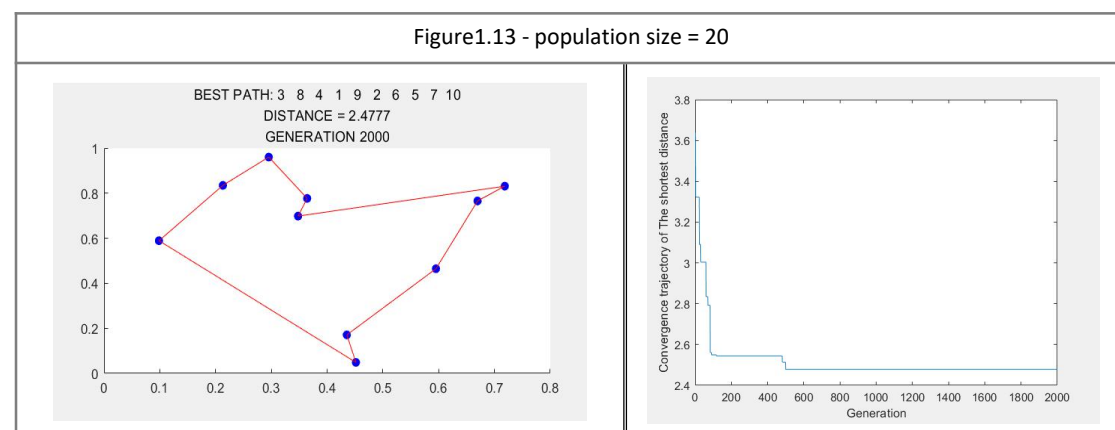 Figure1.13 - population size = 20
BEST PATH: 3 8 4 1 9 2 6 5 7 10
DISTANCE = 2.4777
GENERATION 2000
1
0.8
0.6
0.4
0.2
0
0 0.1 0.2 0.3 0.4 0.5 0.6 0.7 0.8
Convergence trajectory of The shortest distance
3.8
3.6
3.4
3.2
3
2.8
2.6
2.4
0 200 400 600 800 1000 1200 1400 1600 1800 2000
Generation